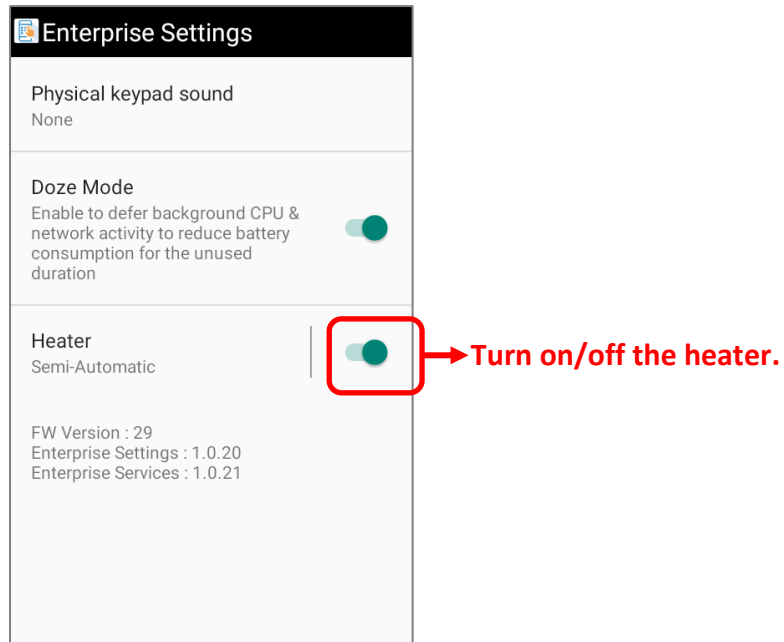 Enterprise Settings
Physical keypad sound
None
Doze Mode
Enable to defer background CPU &
network activity to reduce battery
consumption for the unused
duration
Heater
Semi-Automatic
Turn on/off the heater.
FW Version : 29
Enterprise Settings : 1.0.20
Enterprise Services : 1.0.21